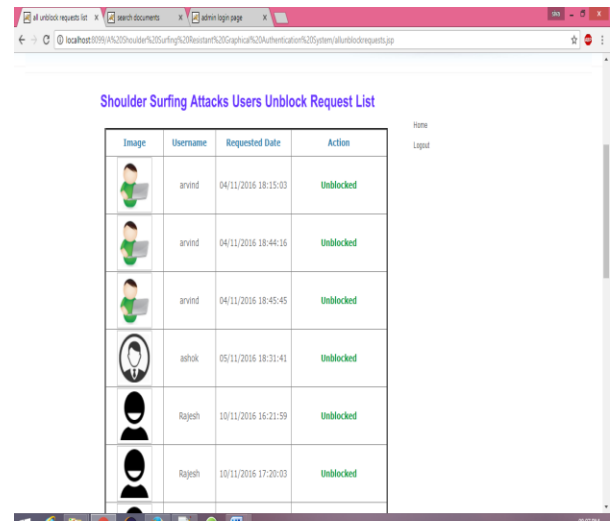 all unblock requests list
search documents
admin login page
localhost:8099/A%20Shoulder%20Surfing%20Resistant%20Graphical%20Authentication%20System/allunblockrequests.jsp
Shoulder Surfing Attacks Users Unblock Request List
Home
Logout
Image Username Requested Date Action
arvind 04/11/2016 18:15:03 Unblocked
arvind 04/11/2016 18:44:16 Unblocked
arvind 04/11/2016 18:45:45 Unblocked
ashok 05/11/2016 18:31:41 Unblocked
Rajesh 10/11/2016 16:21:59 Unblocked
Rajesh 10/11/2016 17:20:03 Unblocked